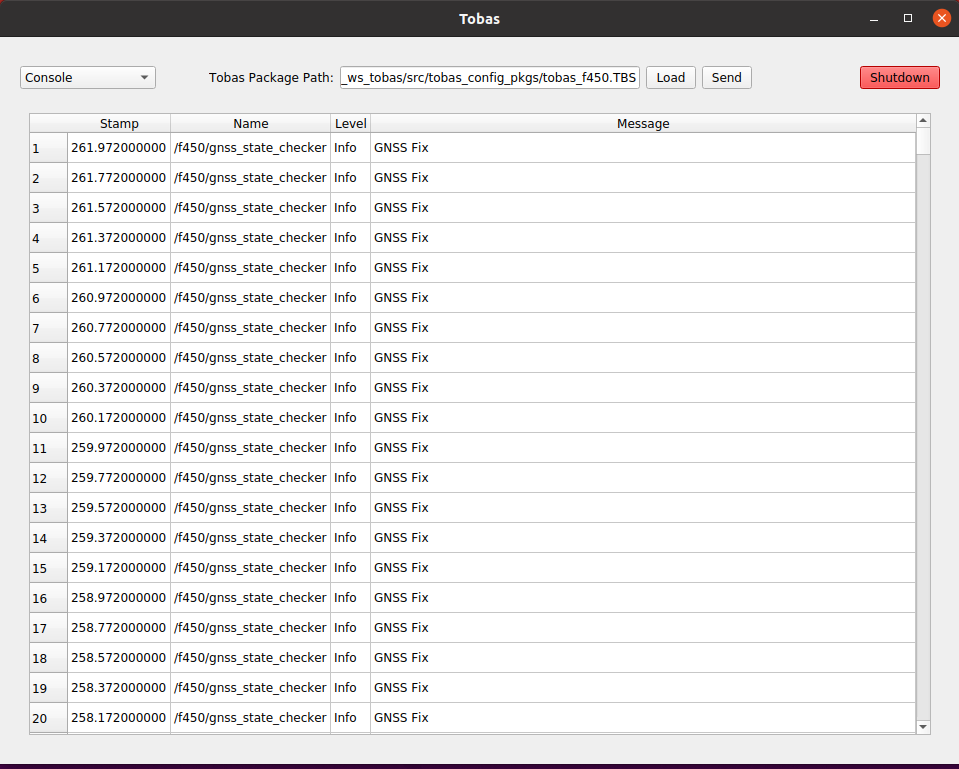 Tobas
Console Tobas Package Path: _ws_tobas/src/tobas_config_pkgs/tobas_f450.TBS Load Send Shutdown
Stamp Name Level Message
1 261.972000000 /f450/gnss_state_checker Info GNSS Fix
2 261.772000000 /f450/gnss_state_checker Info GNSS Fix
3 261.572000000 /f450/gnss_state_checker Info GNSS Fix
4 261.372000000 /f450/gnss_state_checker Info GNSS Fix
5 261.172000000 /f450/gnss_state_checker Info GNSS Fix
6 260.972000000 /f450/gnss_state_checker Info GNSS Fix
7 260.772000000 /f450/gnss_state_checker Info GNSS Fix
8 260.572000000 /f450/gnss_state_checker Info GNSS Fix
9 260.372000000 /f450/gnss_state_checker Info GNSS Fix
10 260.172000000 /f450/gnss_state_checker Info GNSS Fix
11 259.972000000 /f450/gnss_state_checker Info GNSS Fix
12 259.772000000 /f450/gnss_state_checker Info GNSS Fix
13 259.572000000 /f450/gnss_state_checker Info GNSS Fix
14 259.372000000 /f450/gnss_state_checker Info GNSS Fix
15 259.172000000 /f450/gnss_state_checker Info GNSS Fix
16 258.972000000 /f450/gnss_state_checker Info GNSS Fix
17 258.772000000 /f450/gnss_state_checker Info GNSS Fix
18 258.572000000 /f450/gnss_state_checker Info GNSS Fix
19 258.372000000 /f450/gnss_state_checker Info GNSS Fix
20 258.172000000 /f450/gnss_state_checker Info GNSS Fix